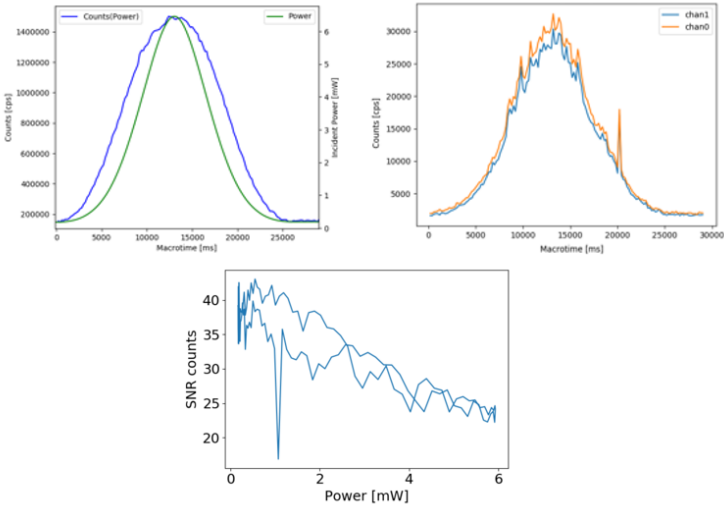 Counts(Power)
Power
1400000
1200000
1000000
800000
600000
400000
200000
Counts [cps]
6
5
4
3
2
1
0
Incident Power [mW]
0 5000 10000 15000 20000 25000
Macrotime [ms]
chan1
chan0
30000
25000
20000
15000
10000
5000
Counts [cps]
0 5000 10000 15000 20000 25000 30000
Macrotime [ms]
40
35
30
25
20
SNR counts
0 2 4 6
Power [mW]